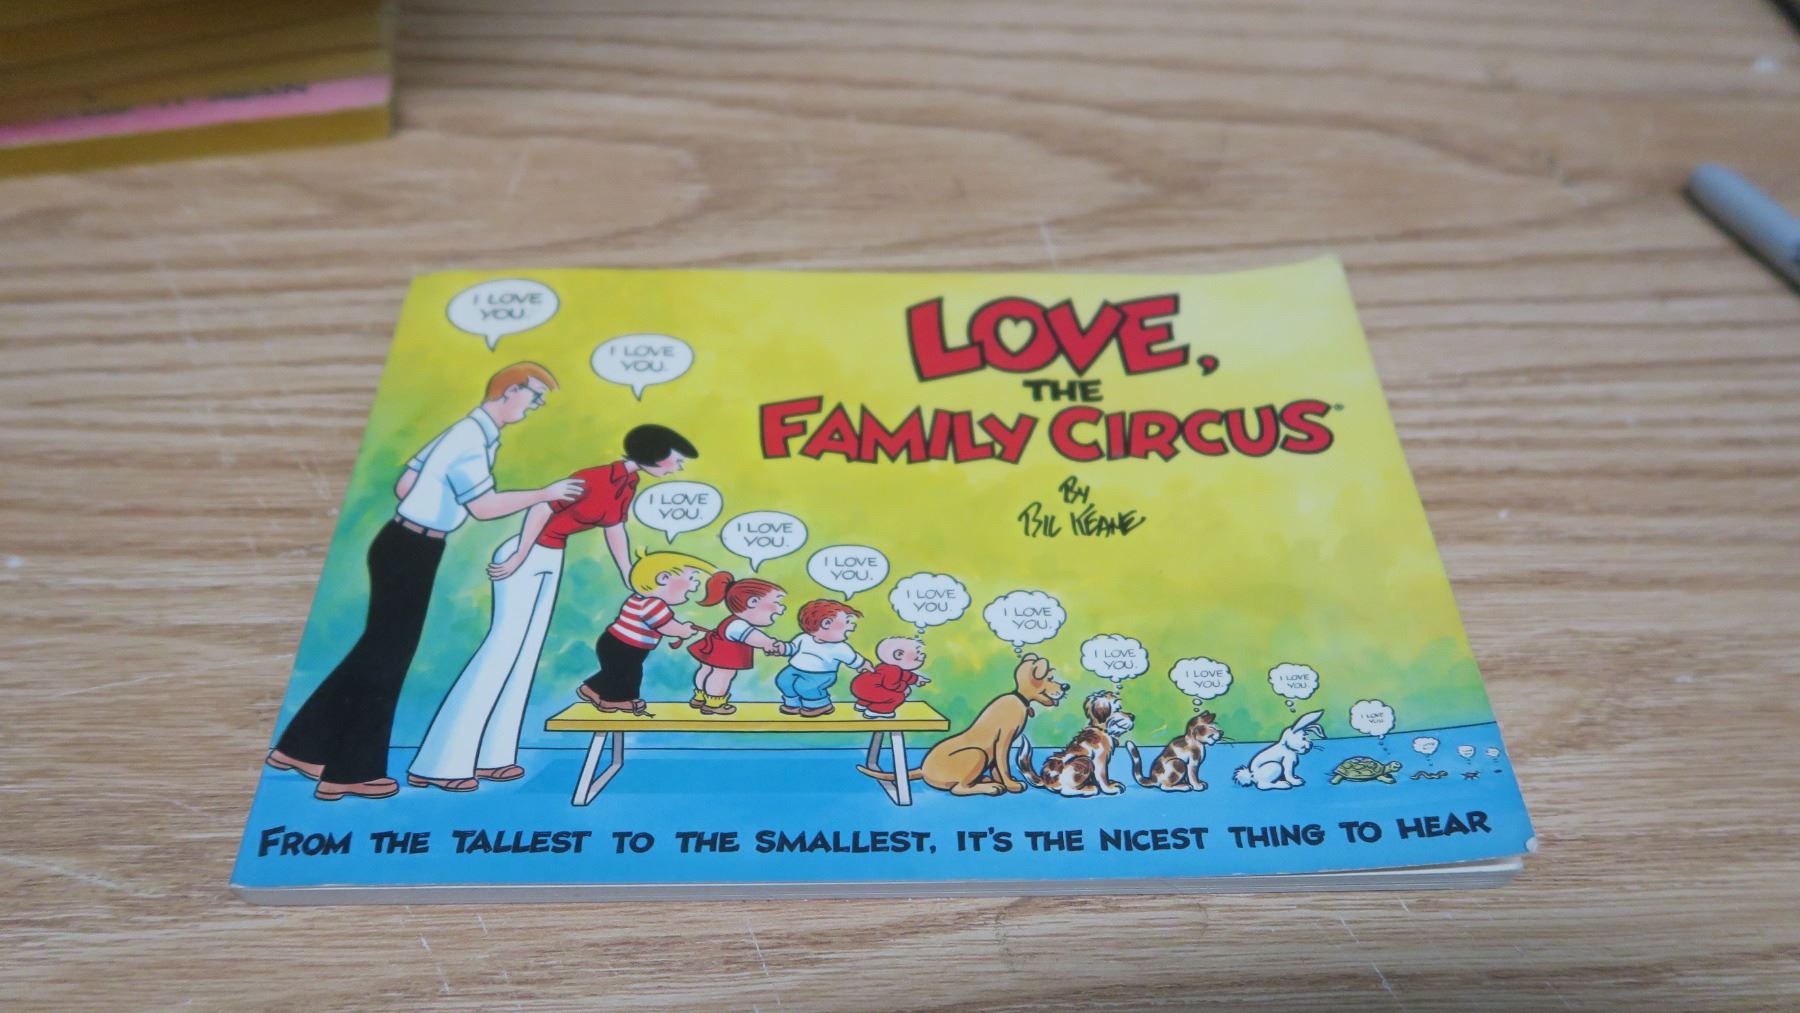 I LOVE
YOU.
I LOVE
YOU.
LOVE,
THE
FAMILY CIRCUS®
By
BIL KEANE
I LOVE
YOU.
I LOVE
YOU.
I LOVE
YOU.
I LOVE
YOU.
I LOVE
YOU.
I LOVE
YOU.
I LOVE
YOU.
I LOVE
YOU.
I LOVE
YOU.
FROM THE TALLEST TO THE SMALLEST, IT'S THE NICEST THING TO HEAR